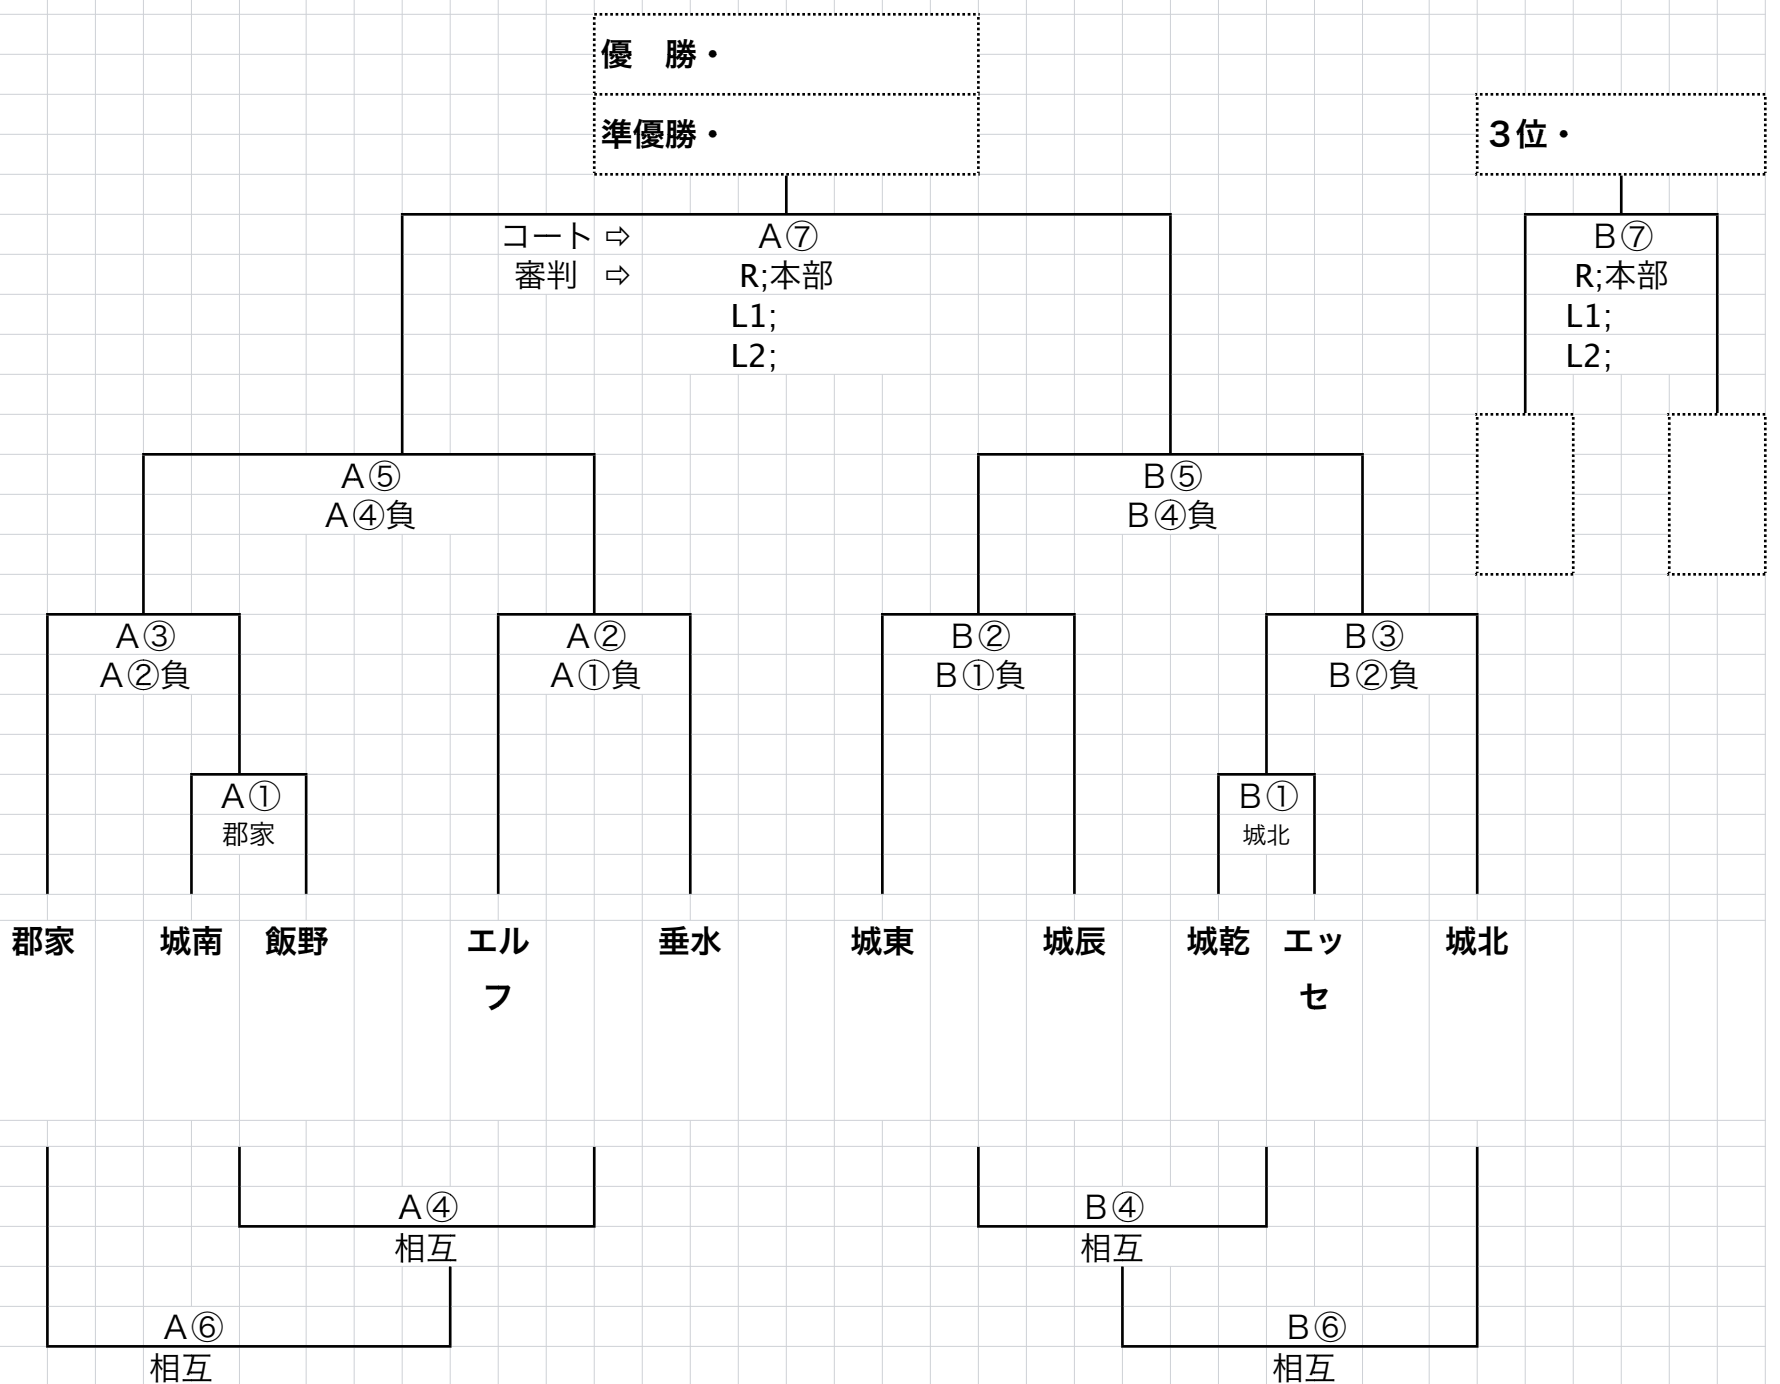 優　勝・
準優勝・
３位・
コート ⇨
Ａ⑦
Ｂ⑦
審判　⇨
R;本部
R;本部
L1;
L1;
L2;
L2;
Ａ⑤
Ｂ⑤
Ａ④負
Ｂ④負
Ａ③
Ａ②
Ｂ②
Ｂ③
Ａ②負
Ａ①負
Ｂ①負
Ｂ②負
Ａ①
Ｂ①
郡家
城北
郡家
城南
飯野
エル
フ
垂水
城東
城辰
城乾
エッ
セ
城北
Ａ④
Ｂ④
相互
相互
Ａ⑥
Ｂ⑥
相互
相互